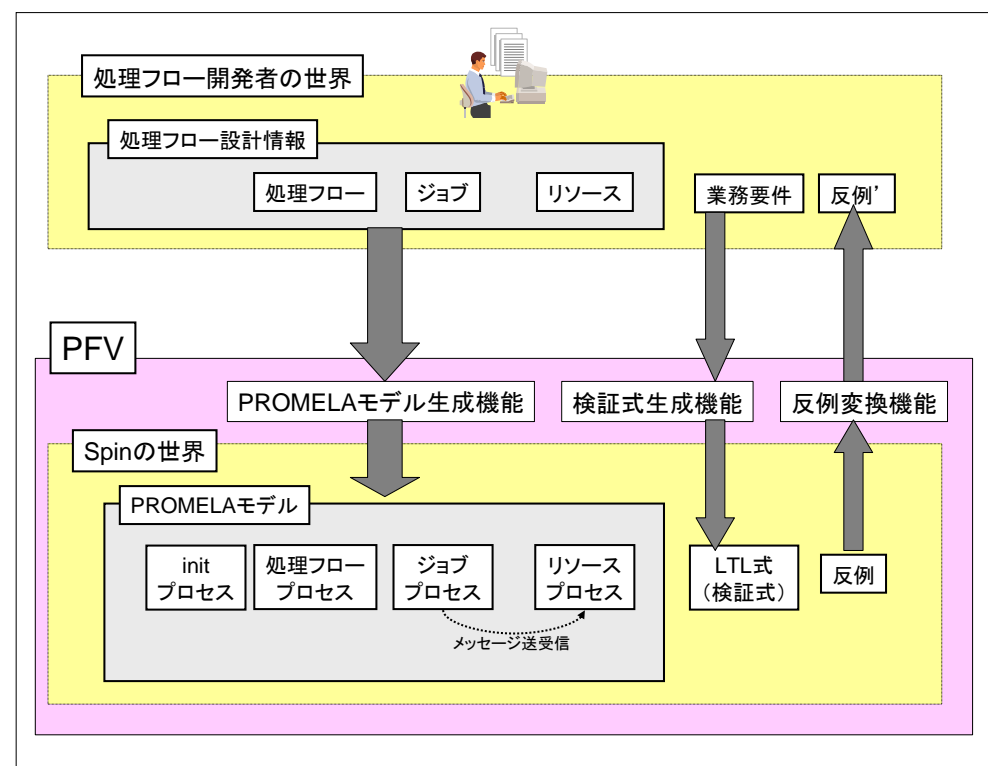 処理フロー開発者の世界
処理フロー設計情報
処理フロー
ジョブ
リソース
業務要件
反例’
PFV
PROMELAモデル生成機能
検証式生成機能
反例変換機能
Spinの世界
PROMELAモデル
init
プロセス
処理フロー
プロセス
ジョブ
プロセス
リソース
プロセス
メッセージ送受信
LTL式
（検証式）
反例